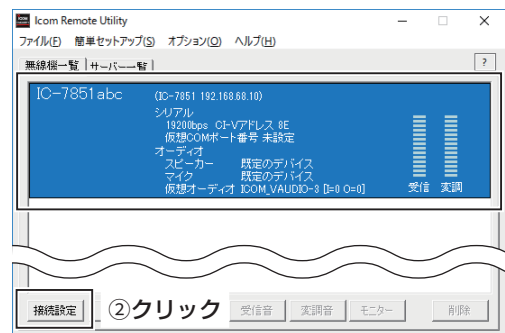 Icom Remote Utility
ファイル(F) 簡単セットアップ(S) オプション(O) ヘルプ(H)
無線機一覧 サーバー一覧 ?
IC-7851abc (IC-7851 192.168.68.10)
シリアル
19200bps CI-Vアドレス 8E
仮想COMポート番号 未設定
オーディオ
スピーカー 既定のデバイス
マイク 既定のデバイス
仮想オーディオ ICOM_VAUDIO-3 [I=0 O=0]
受信 変調
接続設定 ②クリック 受信音 変調音 モニター 削除